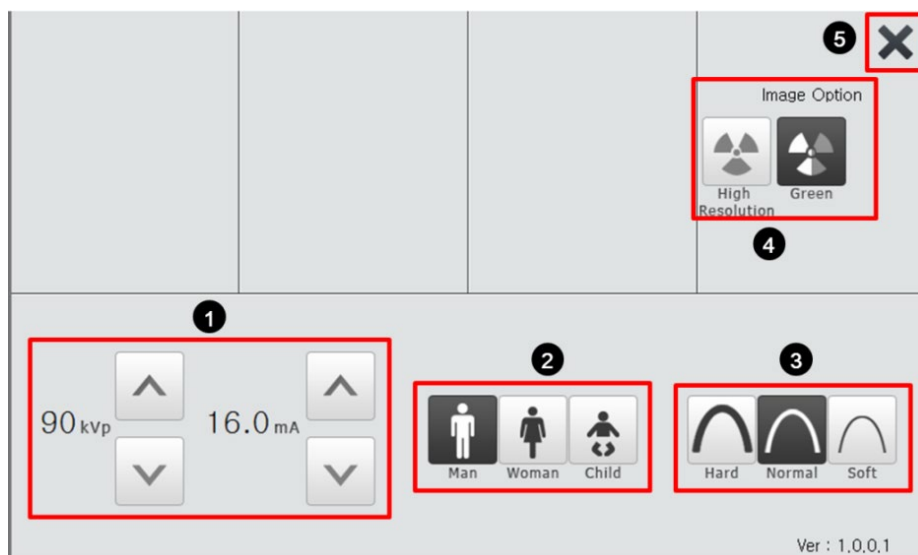 5
Image Option
High Resolution
Green
4
1
2
3
90 kVp
16.0 mA
Man
Woman
Child
Hard
Normal
Soft
Ver : 1.0.0.1